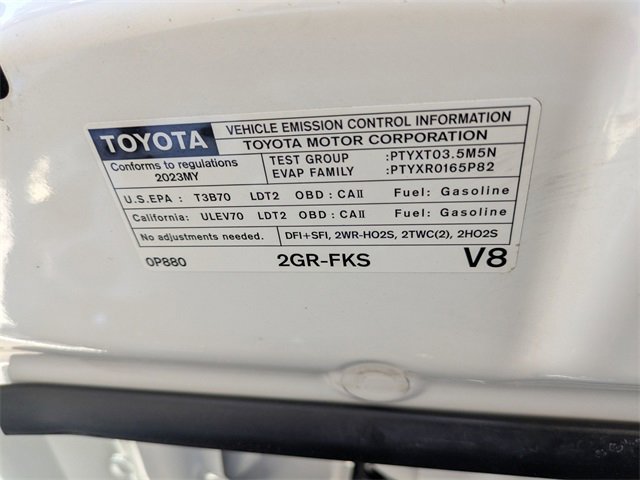 TOYOTA
VEHICLE EMISSION CONTROL INFORMATION
TOYOTA MOTOR CORPORATION
Conforms to regulations
2023MY
TEST GROUP :PTYXT03.5M5N
EVAP FAMILY :PTYXR0165P82
U.S.EPA : T3B70 LDT2 OBD : CAII Fuel: Gasoline
California: ULEV70 LDT2 OBD : CAII Fuel: Gasoline
No adjustments needed. DFI+SFI, 2WR-HO2S, 2TWC(2), 2HO2S
0P880 2GR-FKS V8